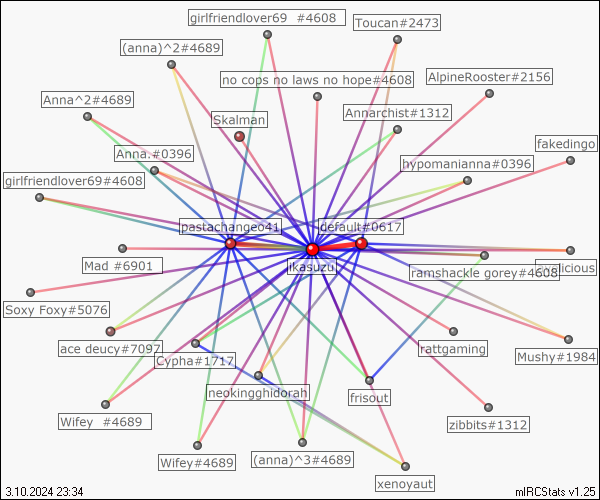 girlfriendlover69 #4608
Toucan#2473
(anna)^2#4689
no cops no laws no hope#4608
AlpineRooster#2156
Anna^2#4689
Skalman
Annarchist#1312
fakedingo
Anna.#0396
hypomanianna#0396
girlfriendlover69#4608
pastachangeo41
default#0617
Mad #6901
ikasuzu
ramshackle gorey#4608
licious
Soxy Foxy#5076
ace deucy#7097
Cypha#1717
rattgaming
Mushy#1984
neokingghidorah
frisout
Wifey #4689
zibbits#1312
Wifey#4689
(anna)^3#4689
xenoyaut
3.10.2024 23:34
mIRCStats v1.25